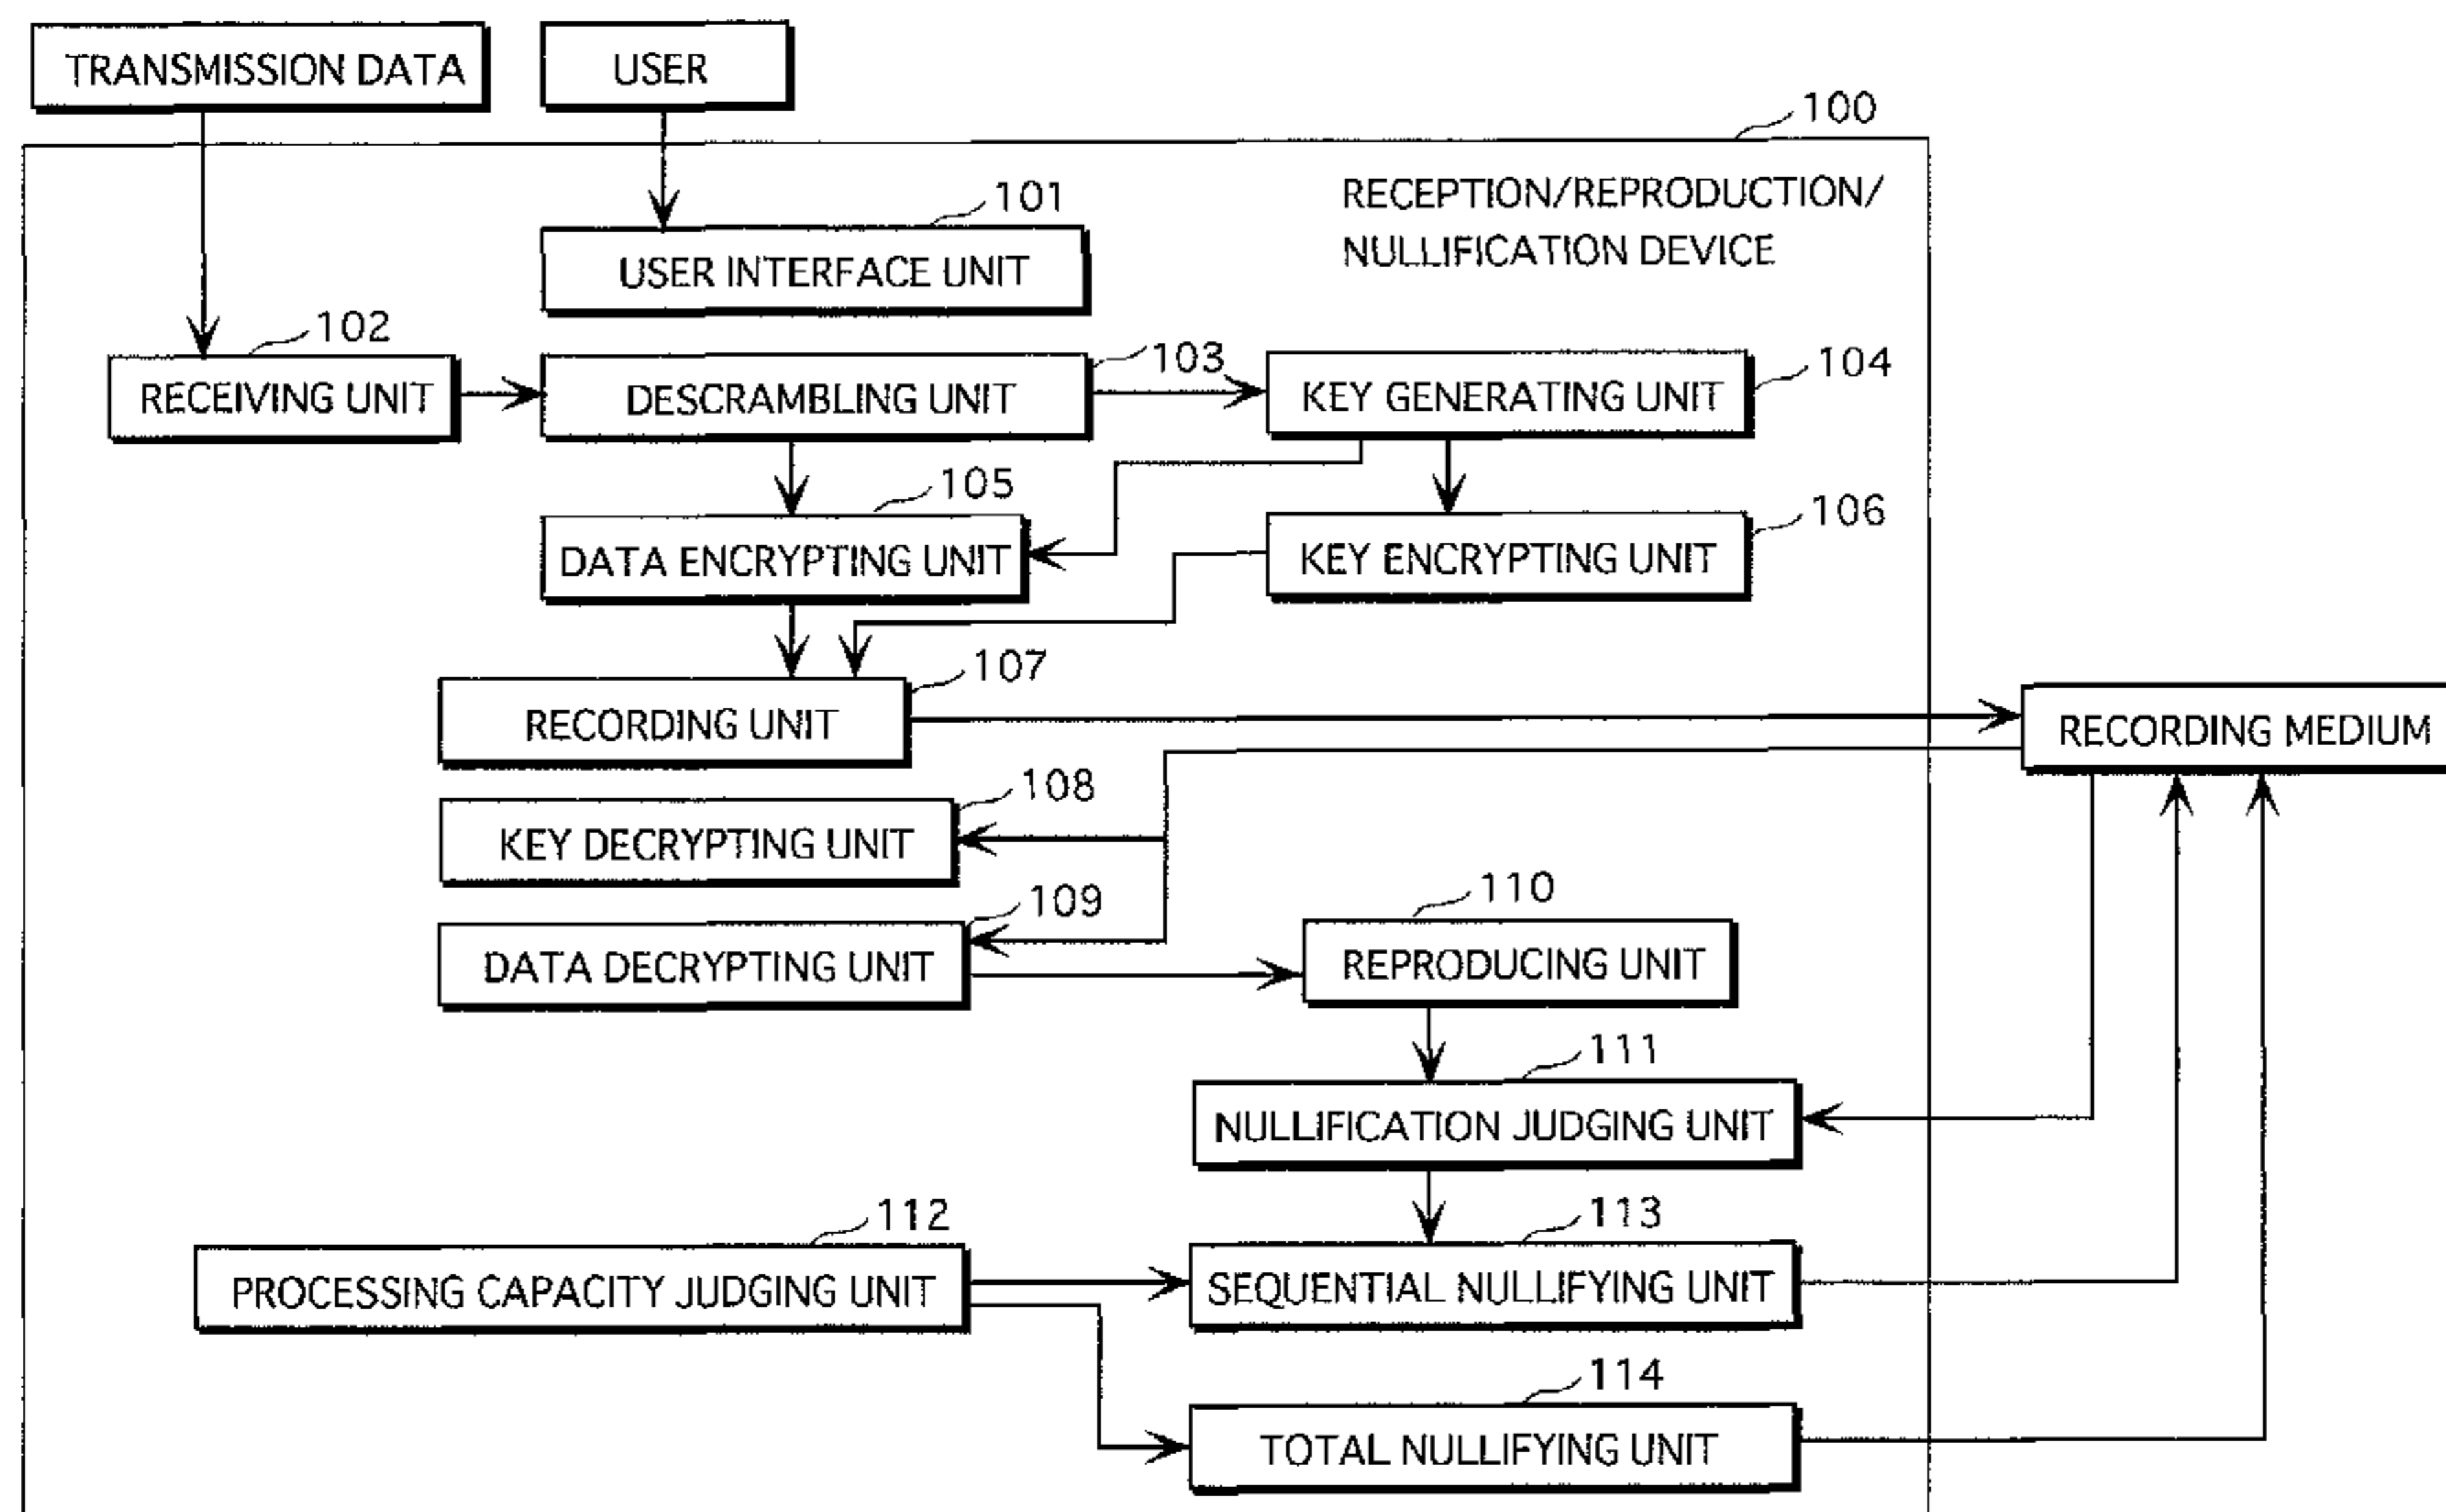 TRANSMISSION DATA
USER
100
RECEPTION/REPRODUCTION/
NULLIFICATION DEVICE
101
USER INTERFACE UNIT
102
RECEIVING UNIT
103
DESCRAMBLING UNIT
104
KEY GENERATING UNIT
105
DATA ENCRYPTING UNIT
106
KEY ENCRYPTING UNIT
107
RECORDING UNIT
RECORDING MEDIUM
108
KEY DECRYPTING UNIT
109
DATA DECRYPTING UNIT
110
REPRODUCING UNIT
111
NULLIFICATION JUDGING UNIT
112
PROCESSING CAPACITY JUDGING UNIT
113
SEQUENTIAL NULLIFYING UNIT
114
TOTAL NULLIFYING UNIT